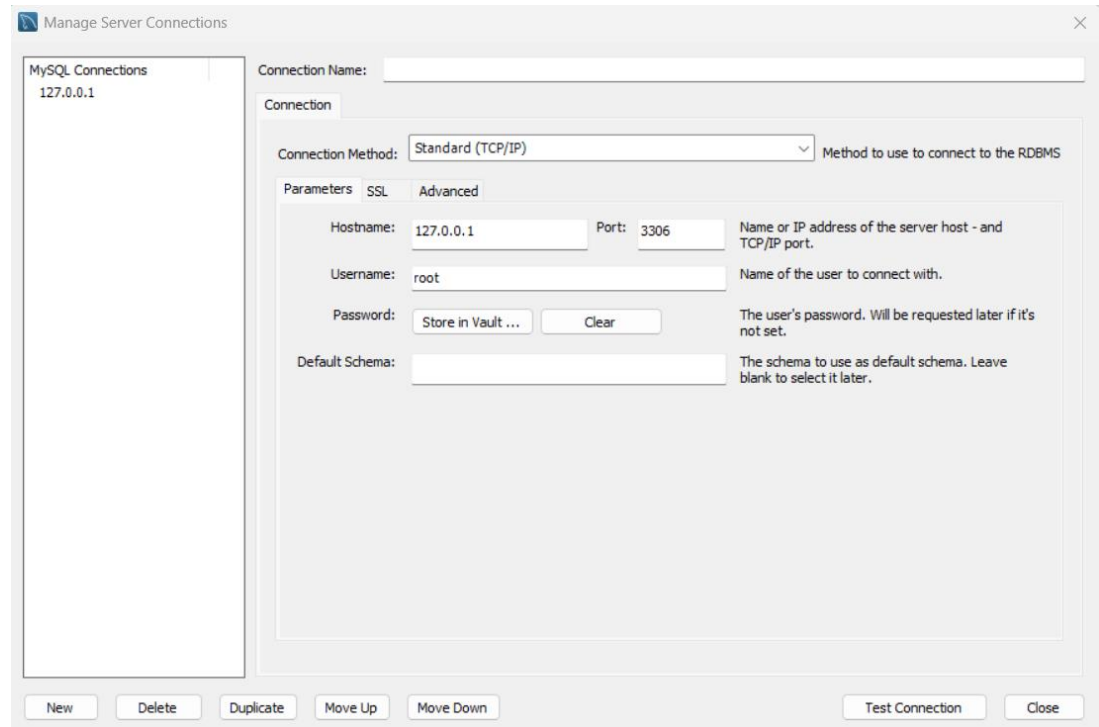 Manage Server Connections
MySQL Connections
127.0.0.1
Connection Name:
Connection
Connection Method: Standard (TCP/IP) Method to use to connect to the RDBMS
Parameters SSL Advanced
Hostname: 127.0.0.1 Port: 3306 Name or IP address of the server host - and
TCP/IP port.
Username: root Name of the user to connect with.
Password: Store in Vault ... Clear The user's password. Will be requested later if it's
not set.
Default Schema: The schema to use as default schema. Leave
blank to select it later.
New Delete Duplicate Move Up Move Down Test Connection Close